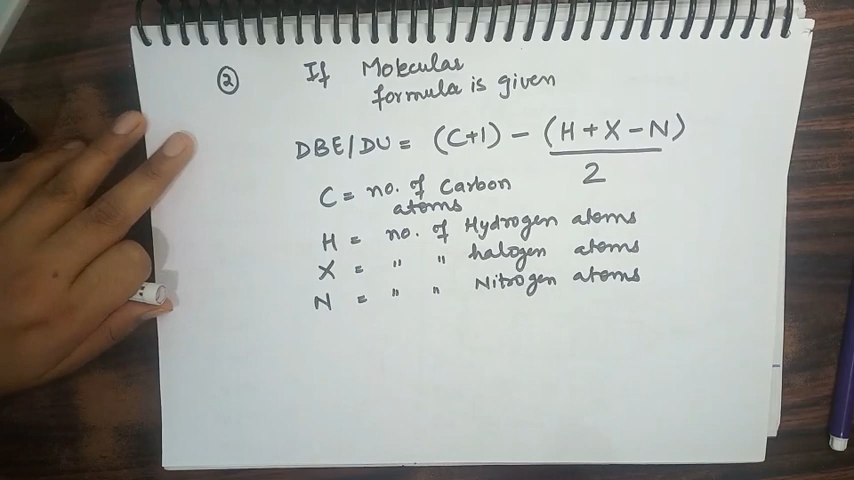 ② If Molecular
formula is given
DBE/DU = (C+1) - (H+X-N)
2
C = no. of Carbon
atoms
H = no. of Hydrogen atoms
X = " " halogen atoms
N = " " Nitrogen atoms